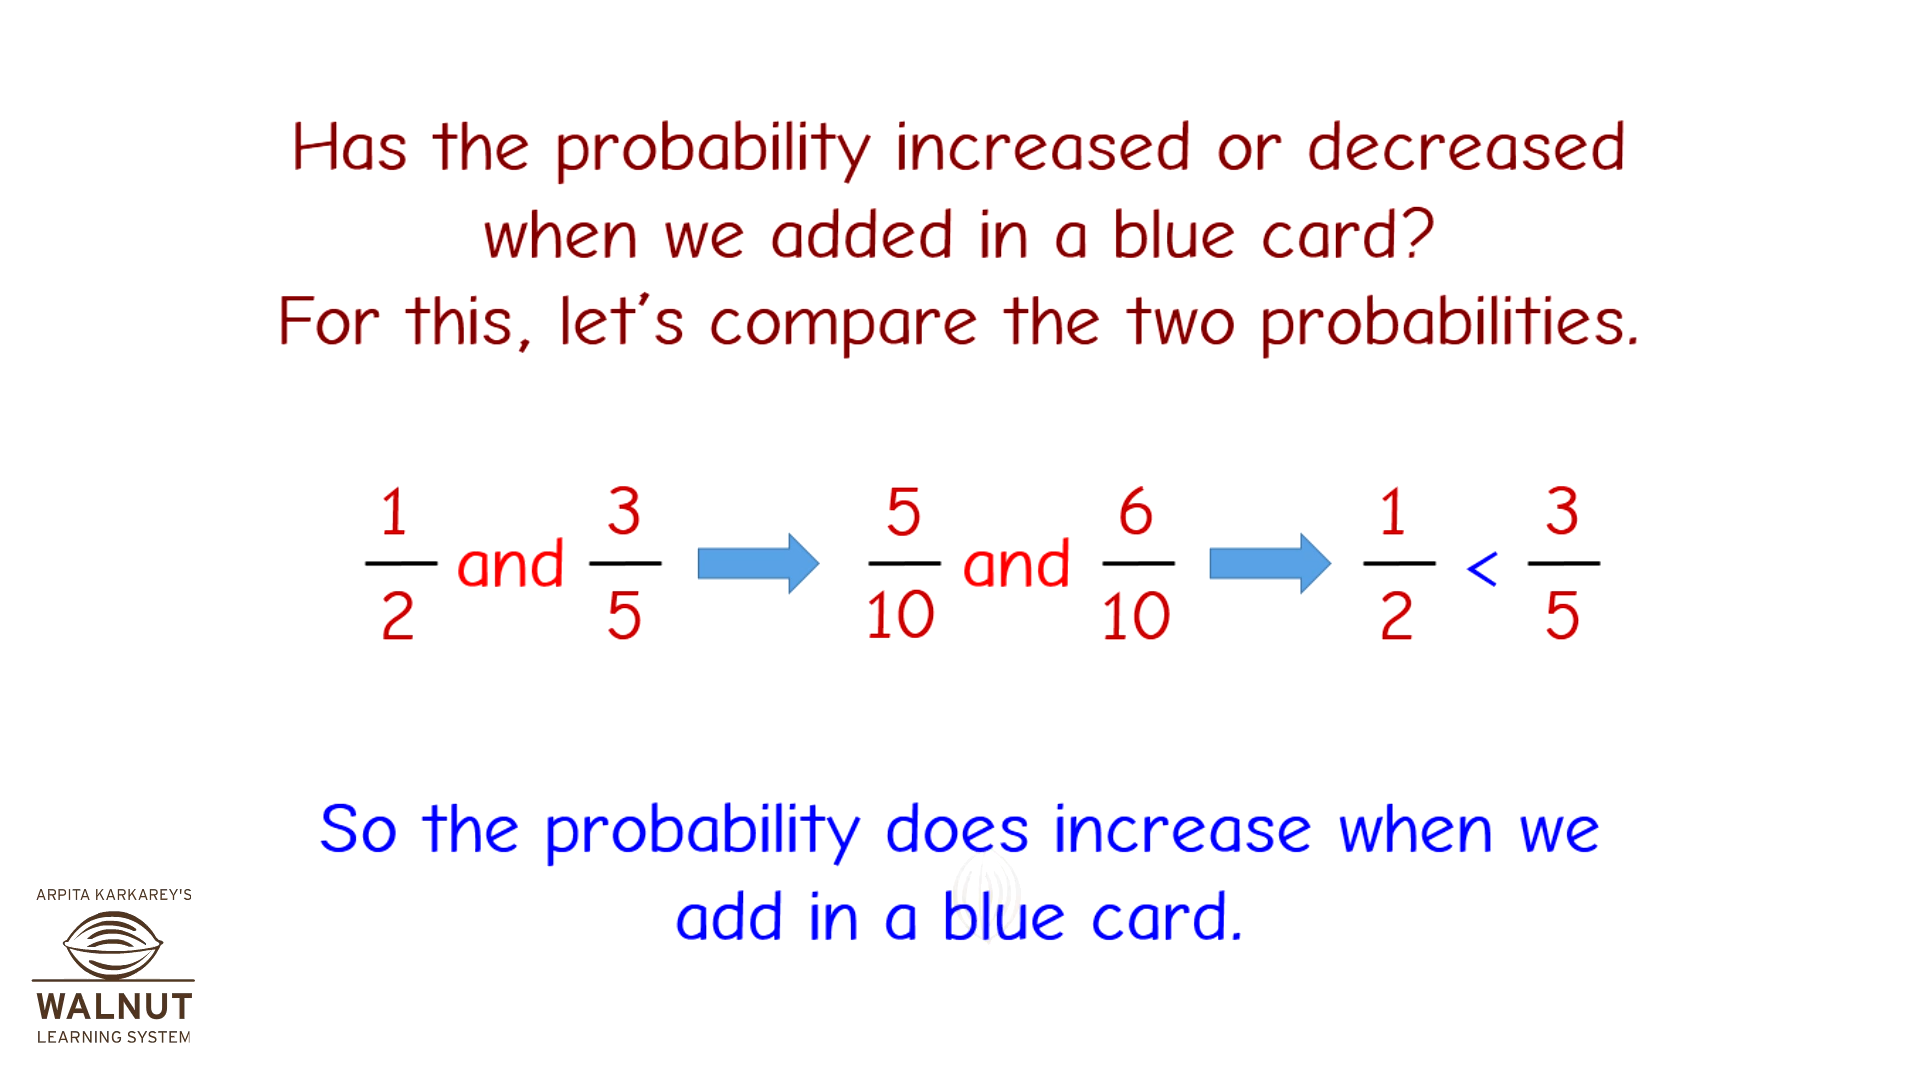 Has the probability increased or decreased
when we added in a blue card?
For this, let's compare the two probabilities.
1/2 and 3/5 5/10 and 6/10 1/2 < 3/5
So the probability does increase when we
add in a blue card.
ARPITA KARKAREY'S
WALNUT
LEARNING SYSTEM